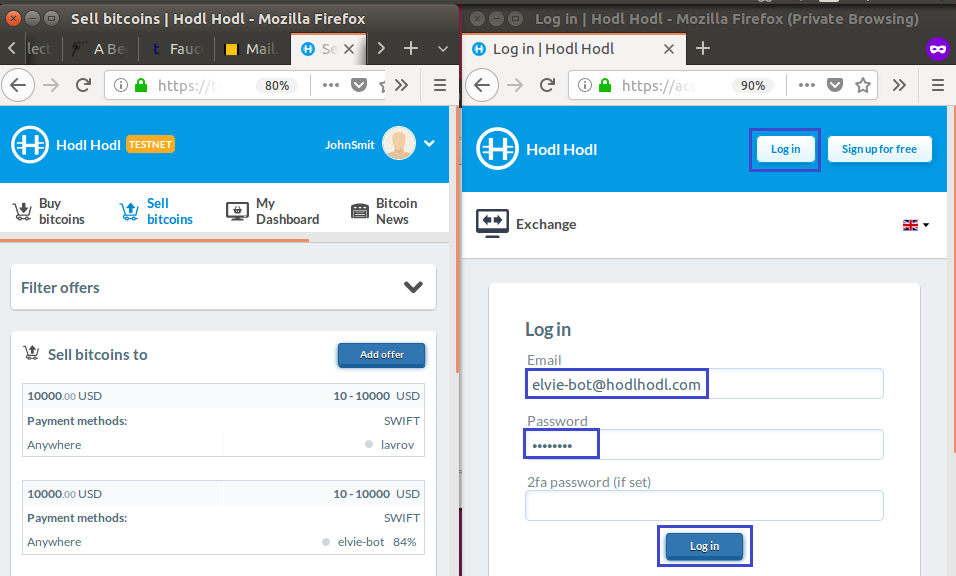 Sell bitcoins | Hodl Hodl - Mozilla Firefox
lect
A Be
t Fauc
Mail.
Se
https://
80%
Hodl Hodl TESTNET
JohnSmit
Buy bitcoins
Sell bitcoins
My Dashboard
Bitcoin News
Filter offers
Sell bitcoins to
Add offer
10000.00 USD
10 - 10000 USD
Payment methods:
SWIFT
Anywhere
lavrov
10000.00 USD
10 - 10000 USD
Payment methods:
SWIFT
Anywhere
elvie-bot 84%
Log in | Hodl Hodl - Mozilla Firefox (Private Browsing)
Log in | Hodl Hodl
https://acc
90%
Hodl Hodl
Log in
Sign up for free
Exchange
Log in
Email
elvie-bot@hodlhodl.com
Password
••••••••
2fa password (if set)
Log in